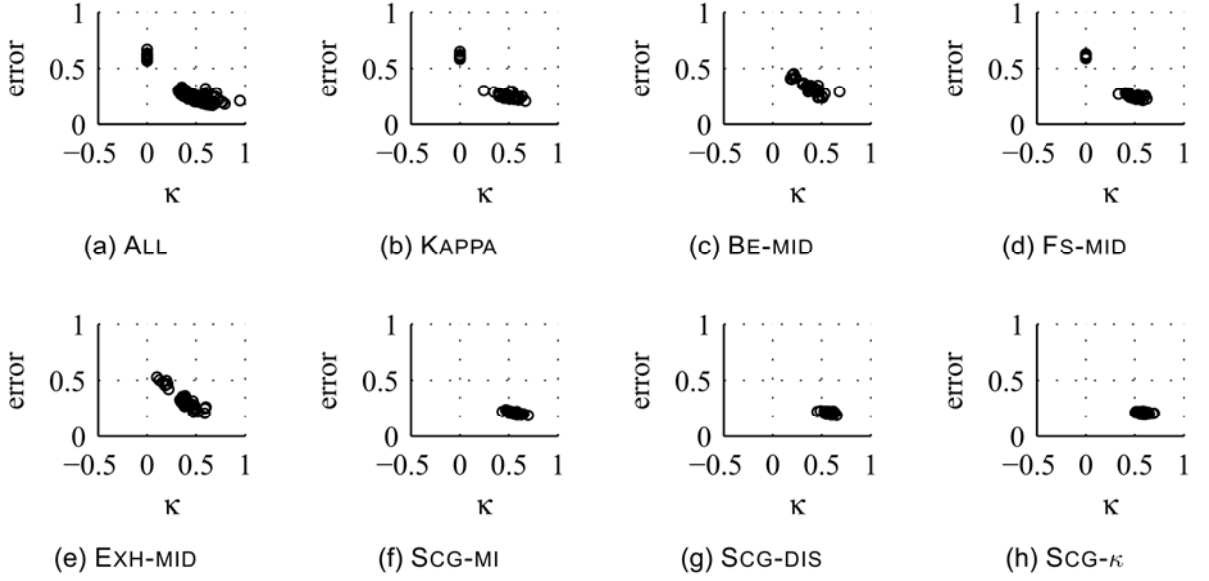 1 1 1 1
error 0.5 error 0.5 error 0.5 error 0.5
0 0 0 0
−0.5 0 0.5 1 −0.5 0 0.5 1 −0.5 0 0.5 1 −0.5 0 0.5 1
κ κ κ κ
(a) ALL (b) KAPPA (c) BE-MID (d) FS-MID
1 1 1 1
error 0.5 error 0.5 error 0.5 error 0.5
0 0 0 0
−0.5 0 0.5 1 −0.5 0 0.5 1 −0.5 0 0.5 1 −0.5 0 0.5 1
κ κ κ κ
(e) EXH-MID (f) SCG-MI (g) SCG-DIS (h) SCG-κ